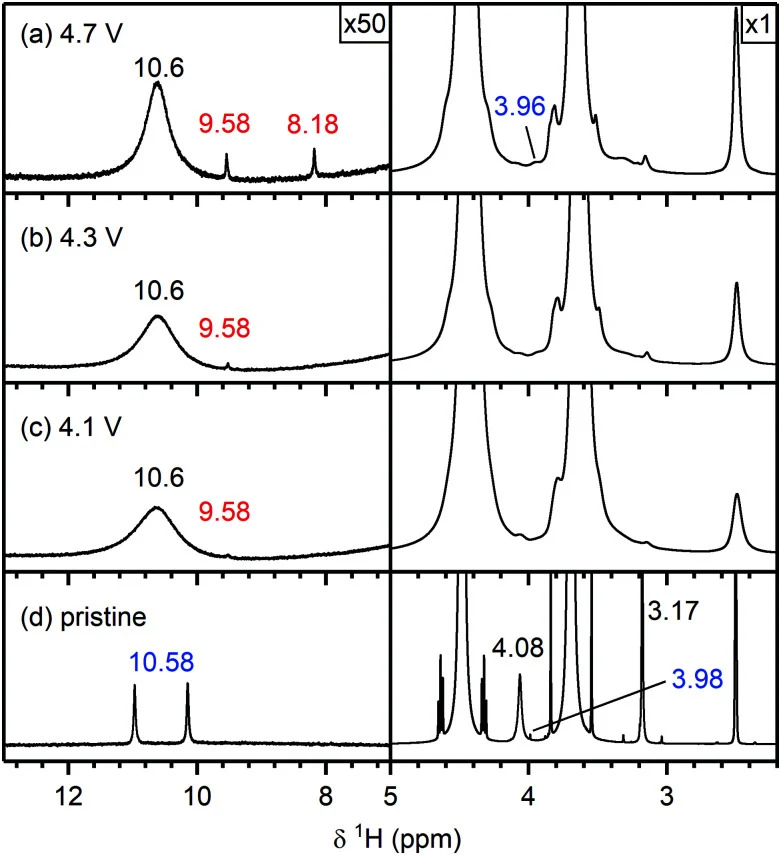 (a) 4.7 V
x50
x1
10.6
9.58
8.18
3.96
(b) 4.3 V
10.6
9.58
(c) 4.1 V
10.6
9.58
(d) pristine
10.58
4.08
3.17
3.98
12 10 8 5 4 3
δ ¹H (ppm)